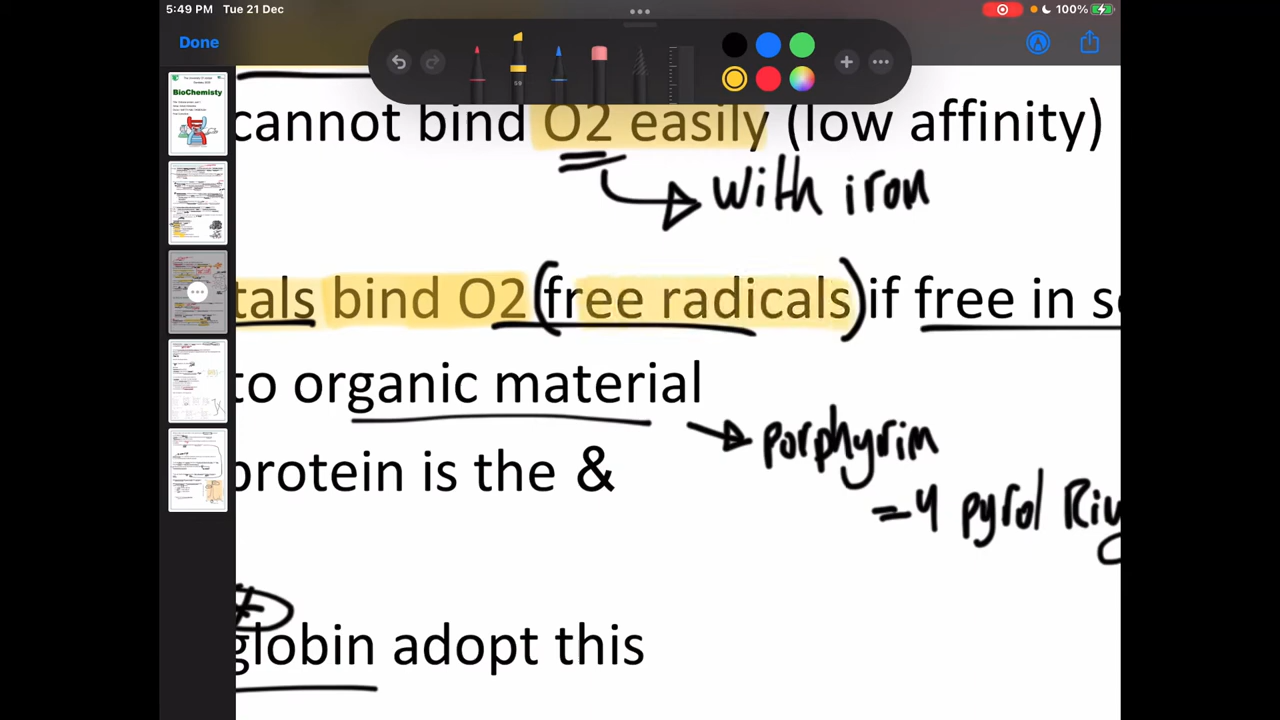 5:49 PM Tue 21 Dec
100%
Done
BioChemisty
cannot bind O2 easily (low affinity)
with iron
tals bind O2 (free radicals) if free in s
to organic material
porphyrim
protein is the &
=4 pyrol Ri
globin adopt this